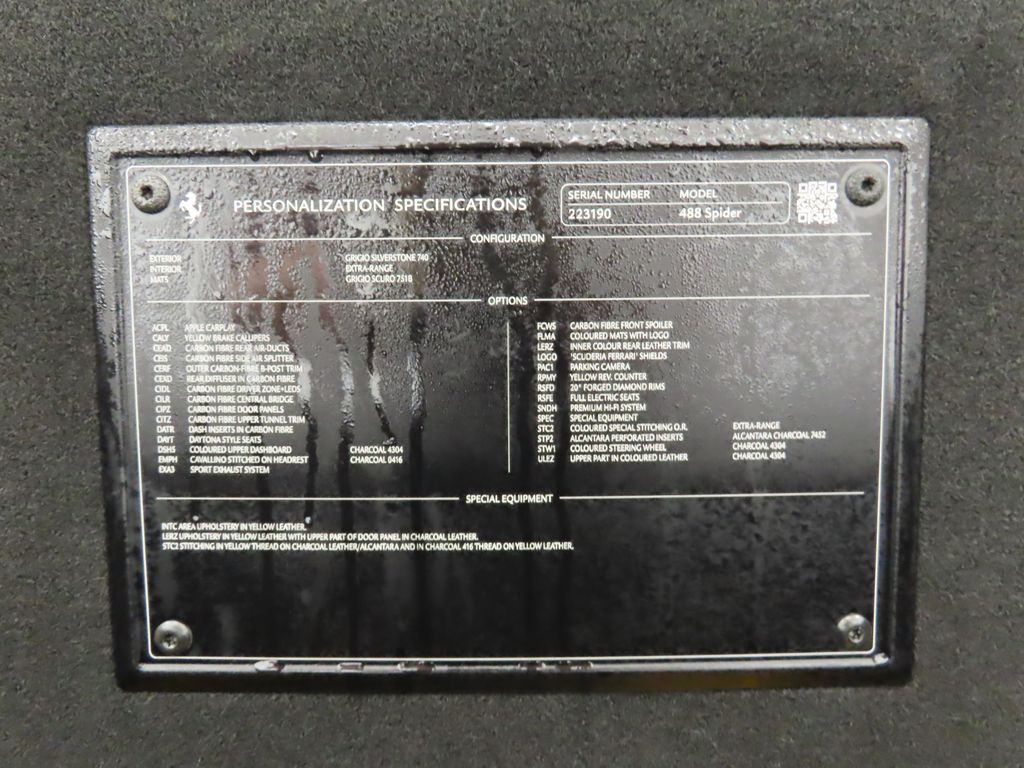 PERSONALIZATION SPECIFICATIONS
SERIAL NUMBER MODEL
223190 488 Spider
CONFIGURATION
EXTERIOR GRIGIO SILVERSTONE 740
INTERIOR EXTRA-RANGE
MATS GRIGIO SCURO 751B
OPTIONS
ACPL APPLE CARPLAY
CALY YELLOW BRAKE CALLIPERS
CEAD CARBON FIBRE REAR AIR-DUCTS
CEIS CARBON FIBRE SIDE AIR SPLITTER
CERF OUTER CARBON-FIBRE B-POST TRIM
CEXD REAR DIFFUSER IN CARBON FIBRE
CIDL CARBON FIBRE DRIVER ZONE+LEDS
CILR CARBON FIBRE CENTRAL BRIDGE
CIPZ CARBON FIBRE DOOR PANELS
CITZ CARBON FIBRE UPPER TUNNEL TRIM
DATR DASH INSERTS IN CARBON FIBRE
DAYT DAYTONA STYLE SEATS
DSH5 COLOURED UPPER DASHBOARD CHARCOAL 4304
EMPH CAVALLINO STITCHED ON HEADREST CHARCOAL 0416
EXA3 SPORT EXHAUST SYSTEM
FCWS CARBON FIBRE FRONT SPOILER
FLMA COLOURED MATS WITH LOGO
LERZ INNER COLOUR REAR LEATHER TRIM
LOGO 'SCUDERIA FERRARI' SHIELDS
PAC1 PARKING CAMERA
RPMY YELLOW REV. COUNTER
RSFD 20" FORGED DIAMOND RIMS
RSFE FULL ELECTRIC SEATS
SNDH PREMIUM HI-FI SYSTEM
SPEC SPECIAL EQUIPMENT
STC2 COLOURED SPECIAL STITCHING O.R. EXTRA-RANGE
STP2 ALCANTARA PERFORATED INSERTS ALCANTARA CHARCOAL 7452
STW1 COLOURED STEERING WHEEL CHARCOAL 4304
ULEZ UPPER PART IN COLOURED LEATHER CHARCOAL 4304
SPECIAL EQUIPMENT
INTC AREA UPHOLSTERY IN YELLOW LEATHER.
LERZ UPHOLSTERY IN YELLOW LEATHER WITH UPPER PART OF DOOR PANEL IN CHARCOAL LEATHER.
STC2 STITCHING IN YELLOW THREAD ON CHARCOAL LEATHER/ALCANTARA AND IN CHARCOAL 416 THREAD ON YELLOW LEATHER.